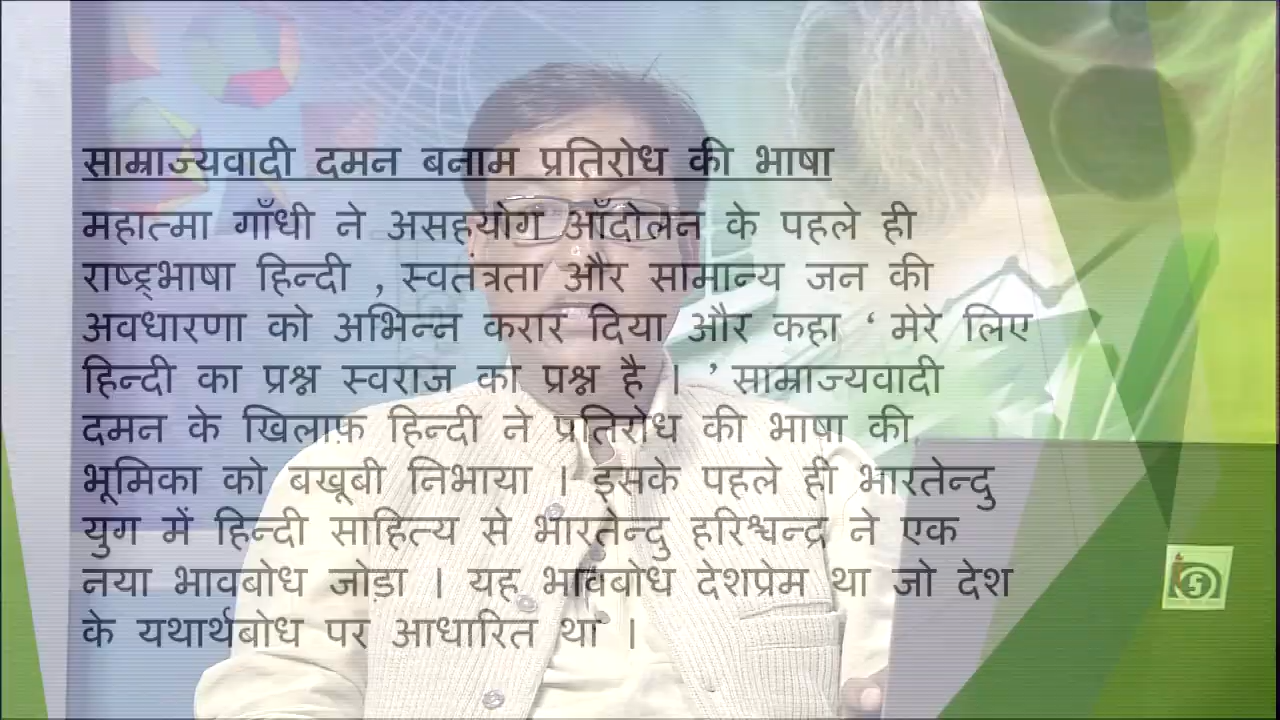 साम्राज्यवादी दमन बनाम प्रतिरोध की भाषा
महात्मा गाँधी ने असहयोग आँदोलन के पहले ही
राष्ट्र्भाषा हिन्दी , स्वतंत्रता और सामान्य जन की
अवधारणा को अभिन्न करार दिया और कहा ‘ मेरे लिए
हिन्दी का प्रश्न स्वराज का प्रश्न है । ’ साम्राज्यवादी
दमन के खिलाफ़ हिन्दी ने प्रतिरोध की भाषा की
भूमिका को बखूबी निभाया । इसके पहले ही भारतेन्दु
युग में हिन्दी साहित्य से भारतेन्दु हरिश्चन्द्र ने एक
नया भावबोध जोड़ा । यह भावबोध देशप्रेम था जो देश
के यथार्थबोध पर आधारित था ।